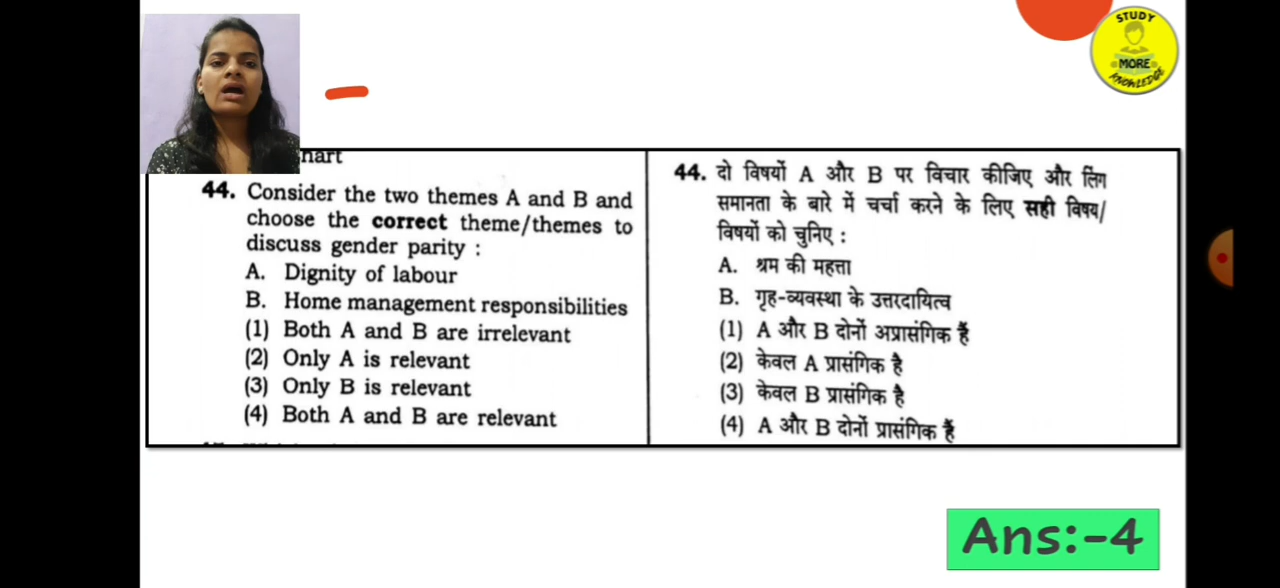 STUDY
MORE
KNOWLEDGE
hart
44. Consider the two themes A and B and
choose the correct theme/themes to
discuss gender parity :
A. Dignity of labour
B. Home management responsibilities
(1) Both A and B are irrelevant
(2) Only A is relevant
(3) Only B is relevant
(4) Both A and B are relevant
44. दो विषयों A और B पर विचार कीजिए और लिंग
समानता के बारे में चर्चा करने के लिए सही विषय/
विषयों को चुनिए :
A. श्रम की महत्ता
B. गृह-व्यवस्था के उत्तरदायित्व
(1) A और B दोनों अप्रासंगिक हैं
(2) केवल A प्रासंगिक है
(3) केवल B प्रासंगिक है
(4) A और B दोनों प्रासंगिक हैं
Ans:-4